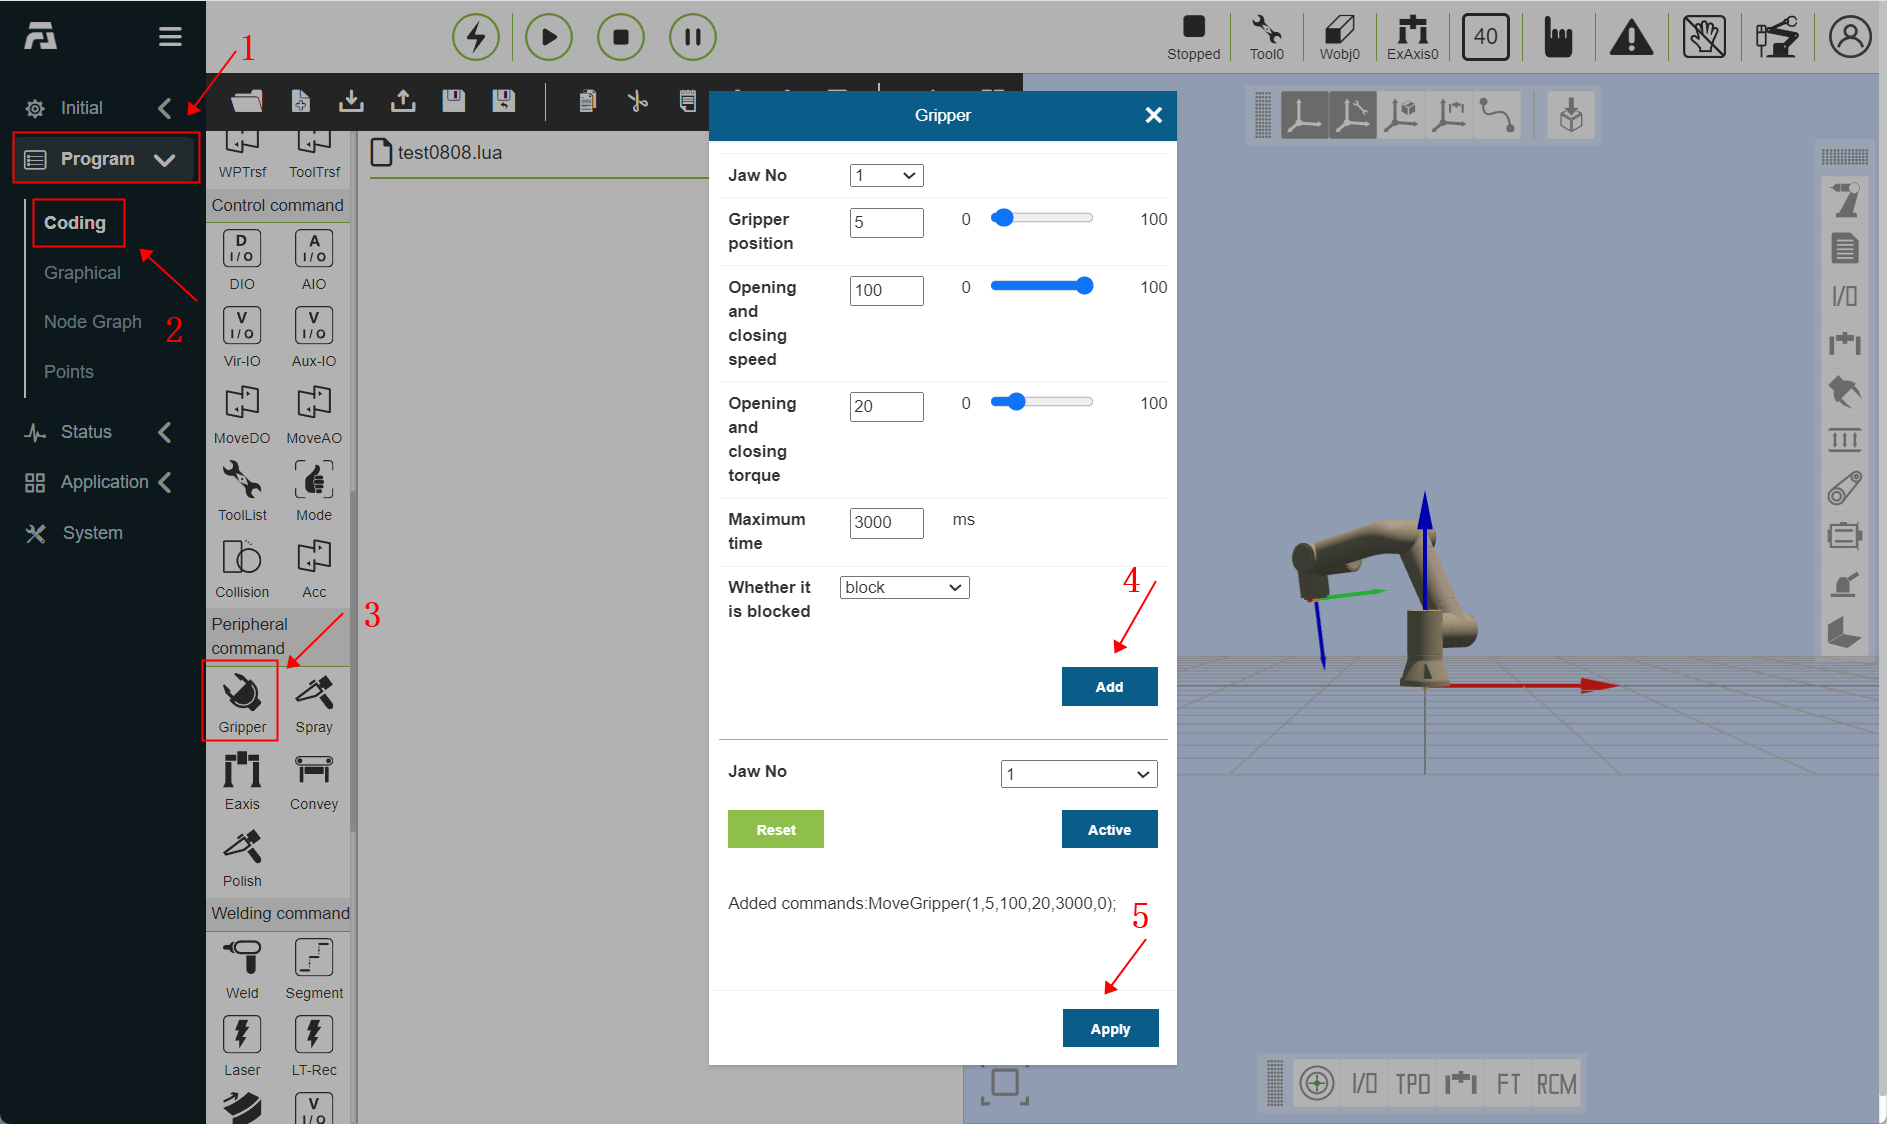 Stopped
Tool0
Wobj0
ExAxis0
40
1
Initial
Program
Coding
Graphical
2
Node Graph
Points
Status
Application
System
WPTrsf
ToolTrsf
Control command
D
I/O
DIO
A
I/O
AIO
V
I/O
Vir-IO
V
I/O
Aux-IO
MoveDO
MoveAO
ToolList
Mode
Collision
Acc
Peripheral
command
3
Gripper
Spray
Eaxis
Convey
Polish
Welding command
Weld
Segment
Laser
LT-Rec
V
I/O
test0808.lua
Gripper
Jaw No
1
Gripper
position
5
0
100
Opening
and
closing
speed
100
0
100
Opening
and
closing
torque
20
0
100
Maximum
time
3000
ms
Whether it
is blocked
block
4
Add
Jaw No
1
Reset
Active
Added commands:MoveGripper(1,5,100,20,3000,0);
5
Apply
I/O
I/O
TPD
FT
RCM